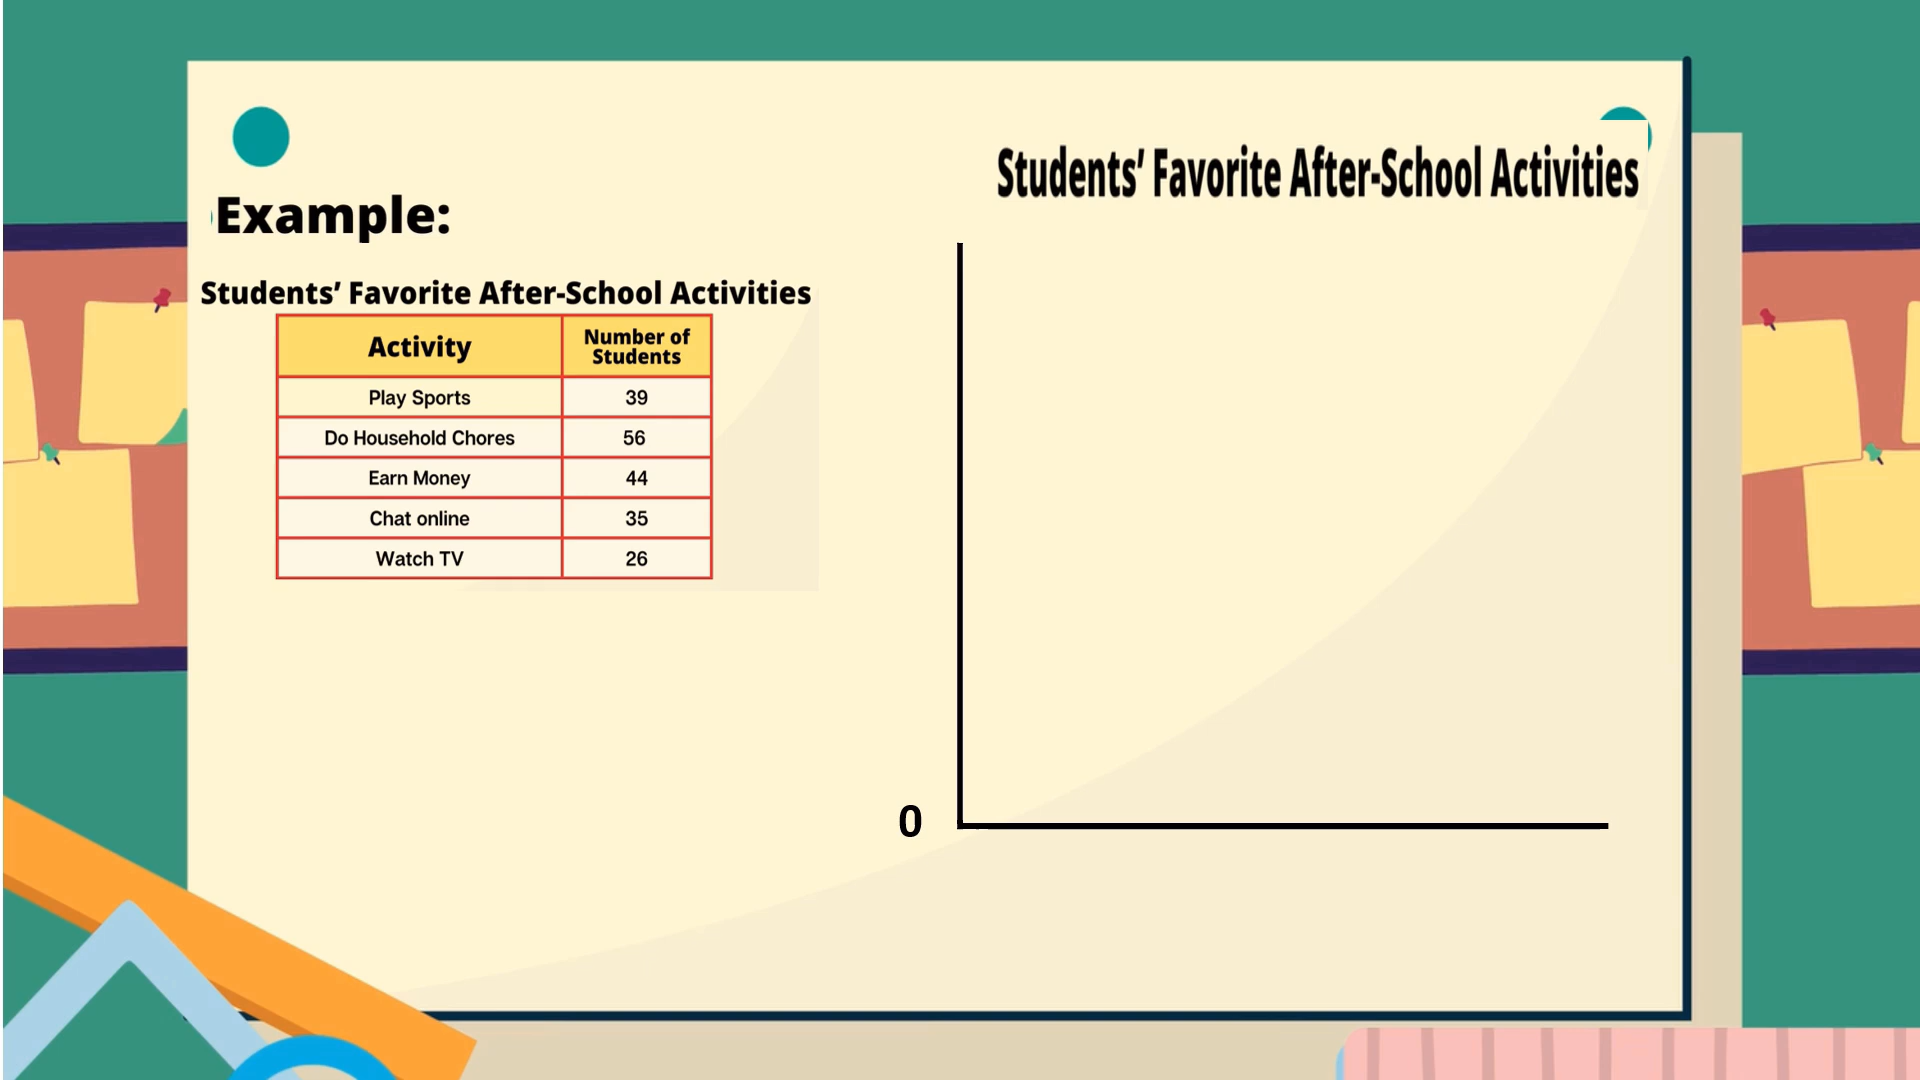 Example:
Students’ Favorite After-School Activities
Activity
Number of
Students
Play Sports
39
Do Household Chores
56
Earn Money
44
Chat online
35
Watch TV
26
Students’ Favorite After-School Activities
0